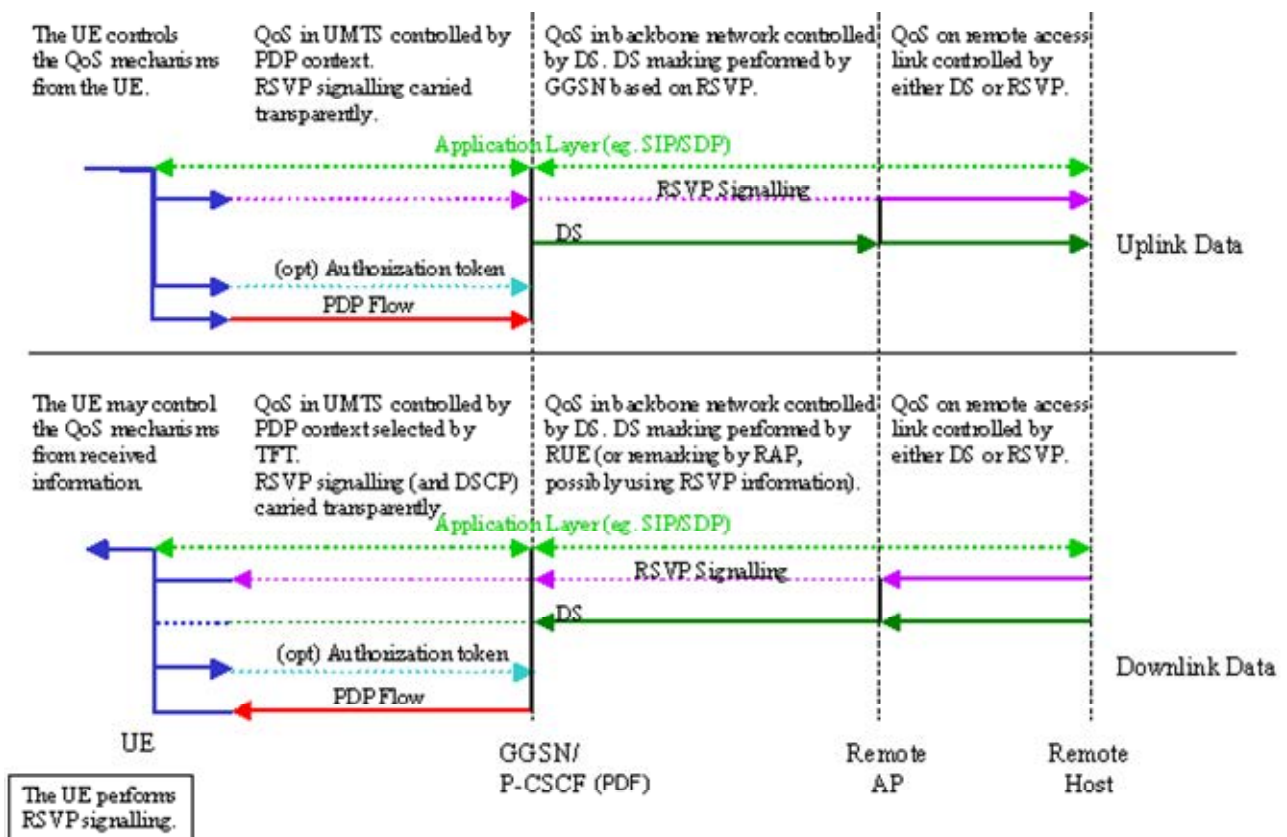 The UE controls
the QoS mechanisms
from the UE.
QoS in UMTS controlled by
PDP context.
RSVP signalling carried
transparently.
QoS in backbone network controlled
by DS. DS marking performed by
GGSN based on RSVP.
QoS on remote access
link controlled by
either DS or RSVP.
Application Layer (eg. SIP/SDP)
RSVP Signalling
DS
Uplink Data
(opt) Authorization token
PDP Flow
The UE may control
the QoS mechanisms
from received
information.
QoS in UMTS controlled by
PDP context selected by
TFT.
RSVP signalling (and DSCP)
carried transparently.
QoS in backbone network controlled
by DS. DS marking performed by
RUE (or remarking by RAP,
possibly using RSVP information).
QoS on remote access
link controlled by
either DS or RSVP.
Application Layer (eg. SIP/SDP)
RSVP Signalling
DS
(opt) Authorization token
Downlink Data
PDP Flow
UE
GGSN/
P-CSCF (PDF)
Remote
AP
Remote
Host
The UE performs
RSVP signalling.